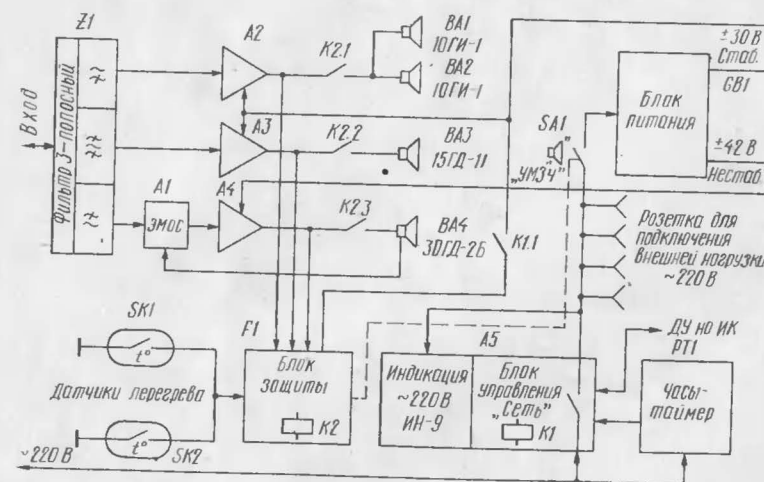 Z1
Вход
Фильтр 3-полосный
A2
K2.1
BA1
10ГИ-1
BA2
10ГИ-1
A3
K2.2
BA3
15ГД-11
A1
ЭМОС
A4
K2.3
BA4
30ГД-2Б
K1.1
SA1
„УМЗЧ"
Блок
питания
±30 В
Стаб.
GB1
±42 В
Нестаб.
Розетка для
подключения
внешней нагрузки
~220 В
SK1
t°
Датчики перегрева
t°
SK2
F1
Блок
защиты
K2
A5
Индикация
~220 В
ИН-9
Блок
управления
„Сеть"
K1
ДУ на ИК
РТ1
Часы-
таймер
~220 В